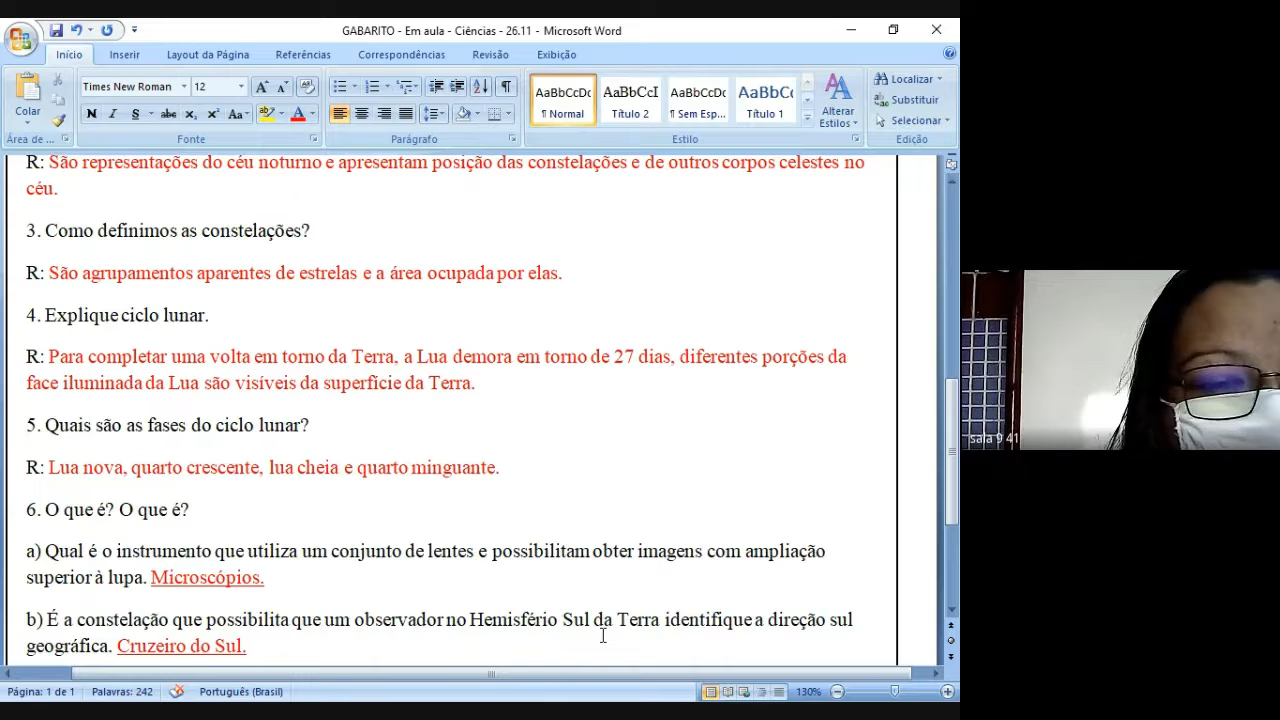 GABARITO - Em aula - Ciências - 26.11 - Microsoft Word
Início Inserir Layout da Página Referências Correspondências Revisão Exibição
Colar
Times New Roman 12
N I S abc x₂ x² Aa
AaBbCcDc AaBbCcI AaBbCcDc AaBbCc
¶ Normal Título 2 ¶ Sem Esp... Título 1
Alterar
Estilos
Localizar
Substituir
Selecionar
Área de... Fonte Parágrafo Estilo Edição
R: São representações do céu noturno e apresentam posição das constelações e de outros corpos celestes no
céu.
3. Como definimos as constelações?
R: São agrupamentos aparentes de estrelas e a área ocupada por elas.
4. Explique ciclo lunar.
R: Para completar uma volta em torno da Terra, a Lua demora em torno de 27 dias, diferentes porções da
face iluminada da Lua são visíveis da superfície da Terra.
5. Quais são as fases do ciclo lunar?
R: Lua nova, quarto crescente, lua cheia e quarto minguante.
6. O que é? O que é?
a) Qual é o instrumento que utiliza um conjunto de lentes e possibilitam obter imagens com ampliação
superior à lupa. Microscópios.
b) É a constelação que possibilita que um observador no Hemisfério Sul da Terra identifique a direção sul
geográfica. Cruzeiro do Sul.
Página: 1 de 1 Palavras: 242 Português (Brasil) 130%
sala 9 41